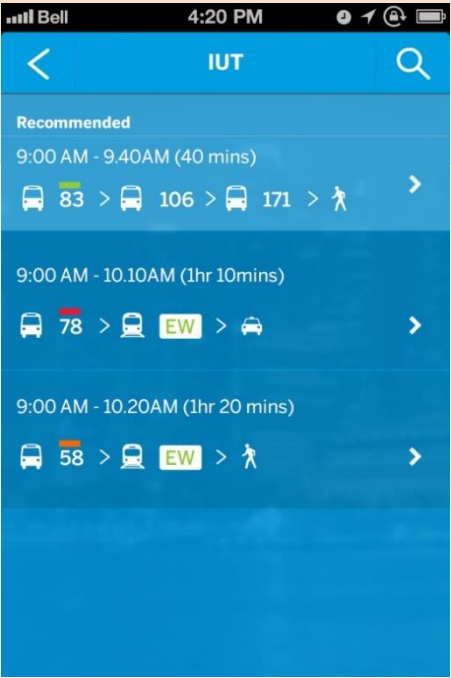 Bell 4:20 PM
IUT
Recommended
9:00 AM - 9.40AM (40 mins)
83 > 106 > 171 >
9:00 AM - 10.10AM (1hr 10mins)
78 > EW >
9:00 AM - 10.20AM (1hr 20 mins)
58 > EW >